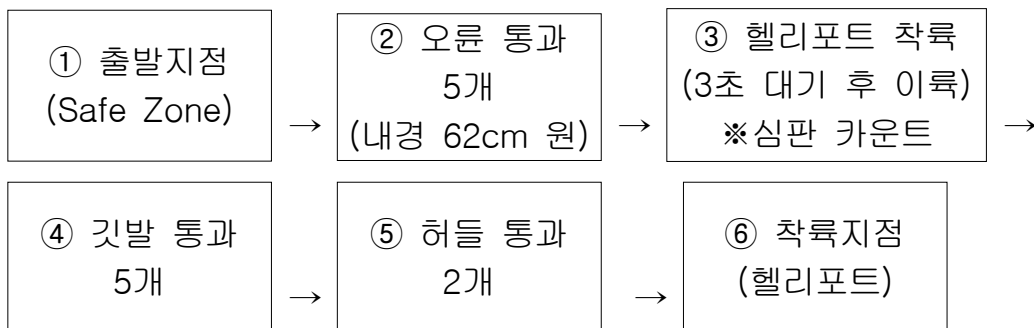 ① 출발지점
(Safe Zone)
→
② 오륜 통과
5개
(내경 62cm 원)
→
③ 헬리포트 착륙
(3초 대기 후 이륙)
※심판 카운트
→
④ 깃발 통과
5개
→
⑤ 허들 통과
2개
→
⑥ 착륙지점
(헬리포트)